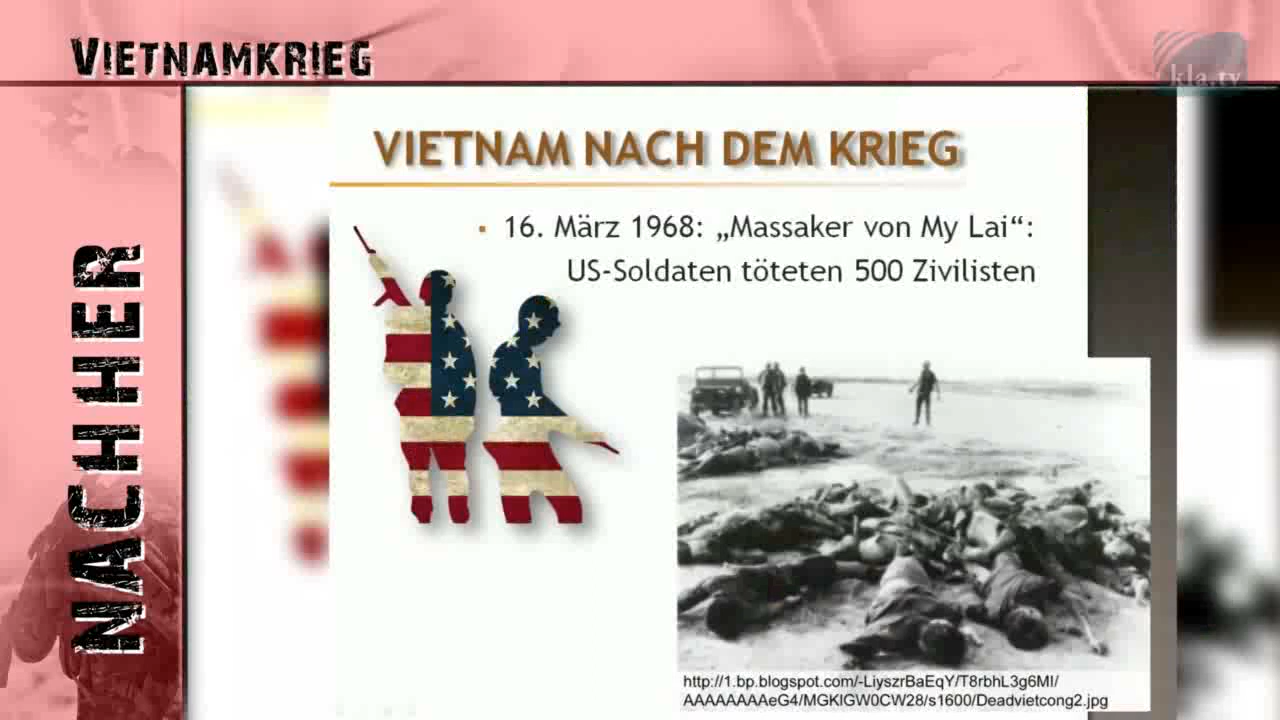 VIETNAMKRIEG
kla.tv
NACHHER
VIETNAM NACH DEM KRIEG
▪ 16. März 1968: „Massaker von My Lai“:
US-Soldaten töteten 500 Zivilisten
http://1.bp.blogspot.com/-LiyszrBaEqY/T8rbhL3g6MI/
AAAAAAAAeG4/MGKIGW0CW28/s1600/Deadvietcong2.jpg